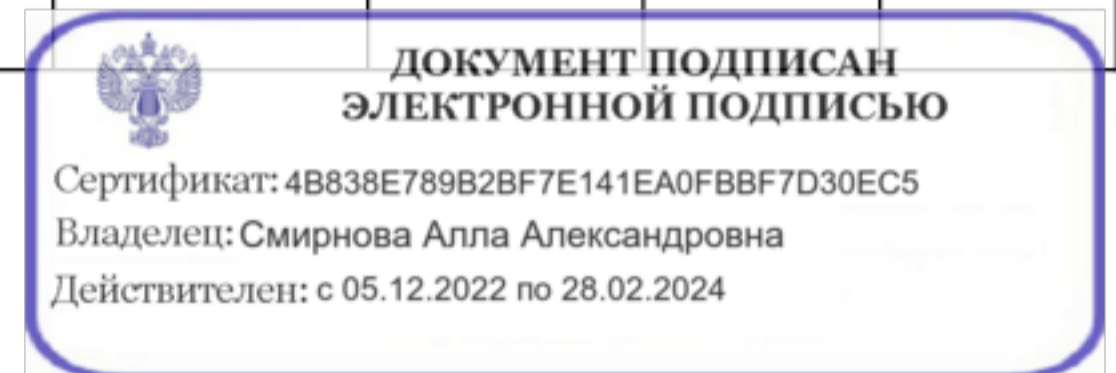 ДОКУМЕНТ ПОДПИСАН
ЭЛЕКТРОННОЙ ПОДПИСЬЮ
Сертификат: 4B838E789B2BF7E141EA0FBBF7D30EC5
Владелец: Смирнова Алла Александровна
Действителен: с 05.12.2022 по 28.02.2024